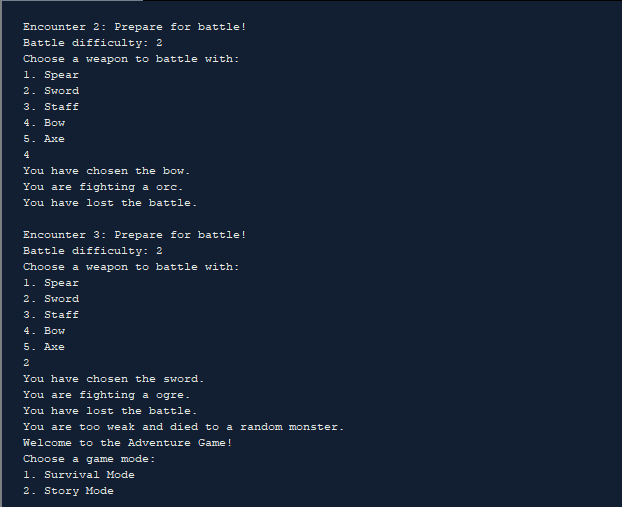 Encounter 2: Prepare for battle!
Battle difficulty: 2
Choose a weapon to battle with:
1. Spear
2. Sword
3. Staff
4. Bow
5. Axe
4
You have chosen the bow.
You are fighting a orc.
You have lost the battle.

Encounter 3: Prepare for battle!
Battle difficulty: 2
Choose a weapon to battle with:
1. Spear
2. Sword
3. Staff
4. Bow
5. Axe
2
You have chosen the sword.
You are fighting a ogre.
You have lost the battle.
You are too weak and died to a random monster.
Welcome to the Adventure Game!
Choose a game mode:
1. Survival Mode
2. Story Mode